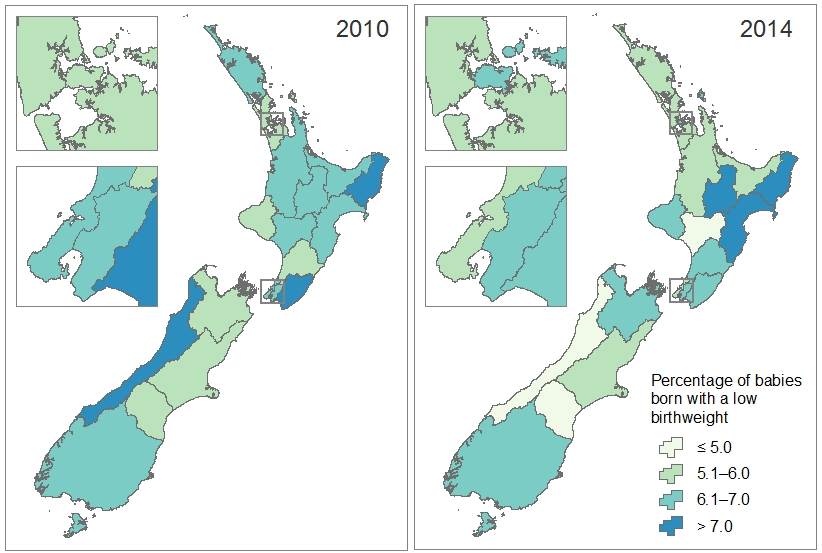 2010
2014
Percentage of babies
born with a low
birthweight
≤ 5.0
5.1–6.0
6.1–7.0
> 7.0